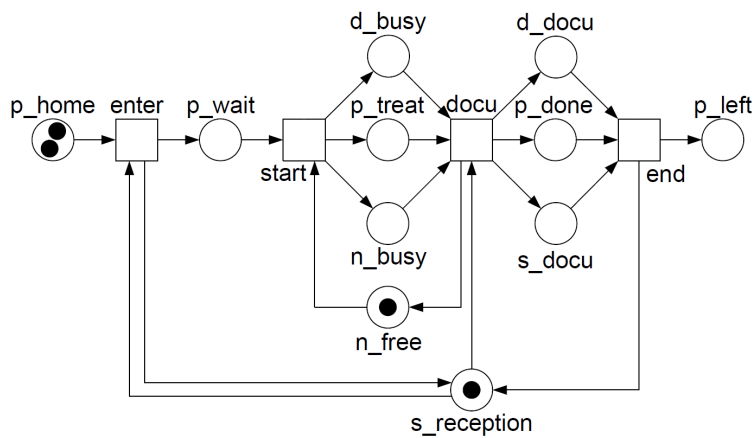 d_busy
d_docu
p_home
enter
p_wait
p_treat
docu
p_done
p_left
start
end
n_busy
s_docu
n_free
s_reception